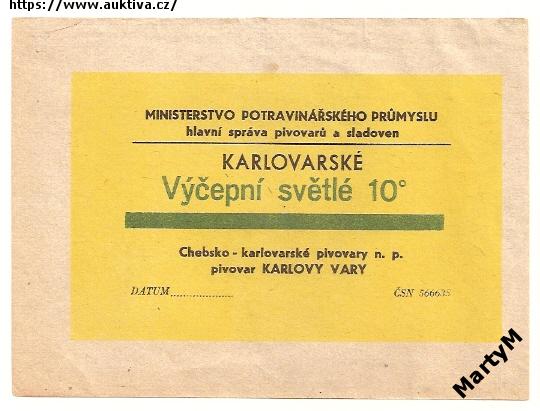 https://www.auktiva.cz/
MINISTERSTVO POTRAVINÁŘSKÉHO PRŮMYSLU
hlavní správa pivovarů a sladoven
KARLOVARSKÉ
Výčepní světlé 10°
Chebsko - karlovarské pivovary n. p.
pivovar KARLOVY VARY
DATUM.................... ČSN 566635
MartyM